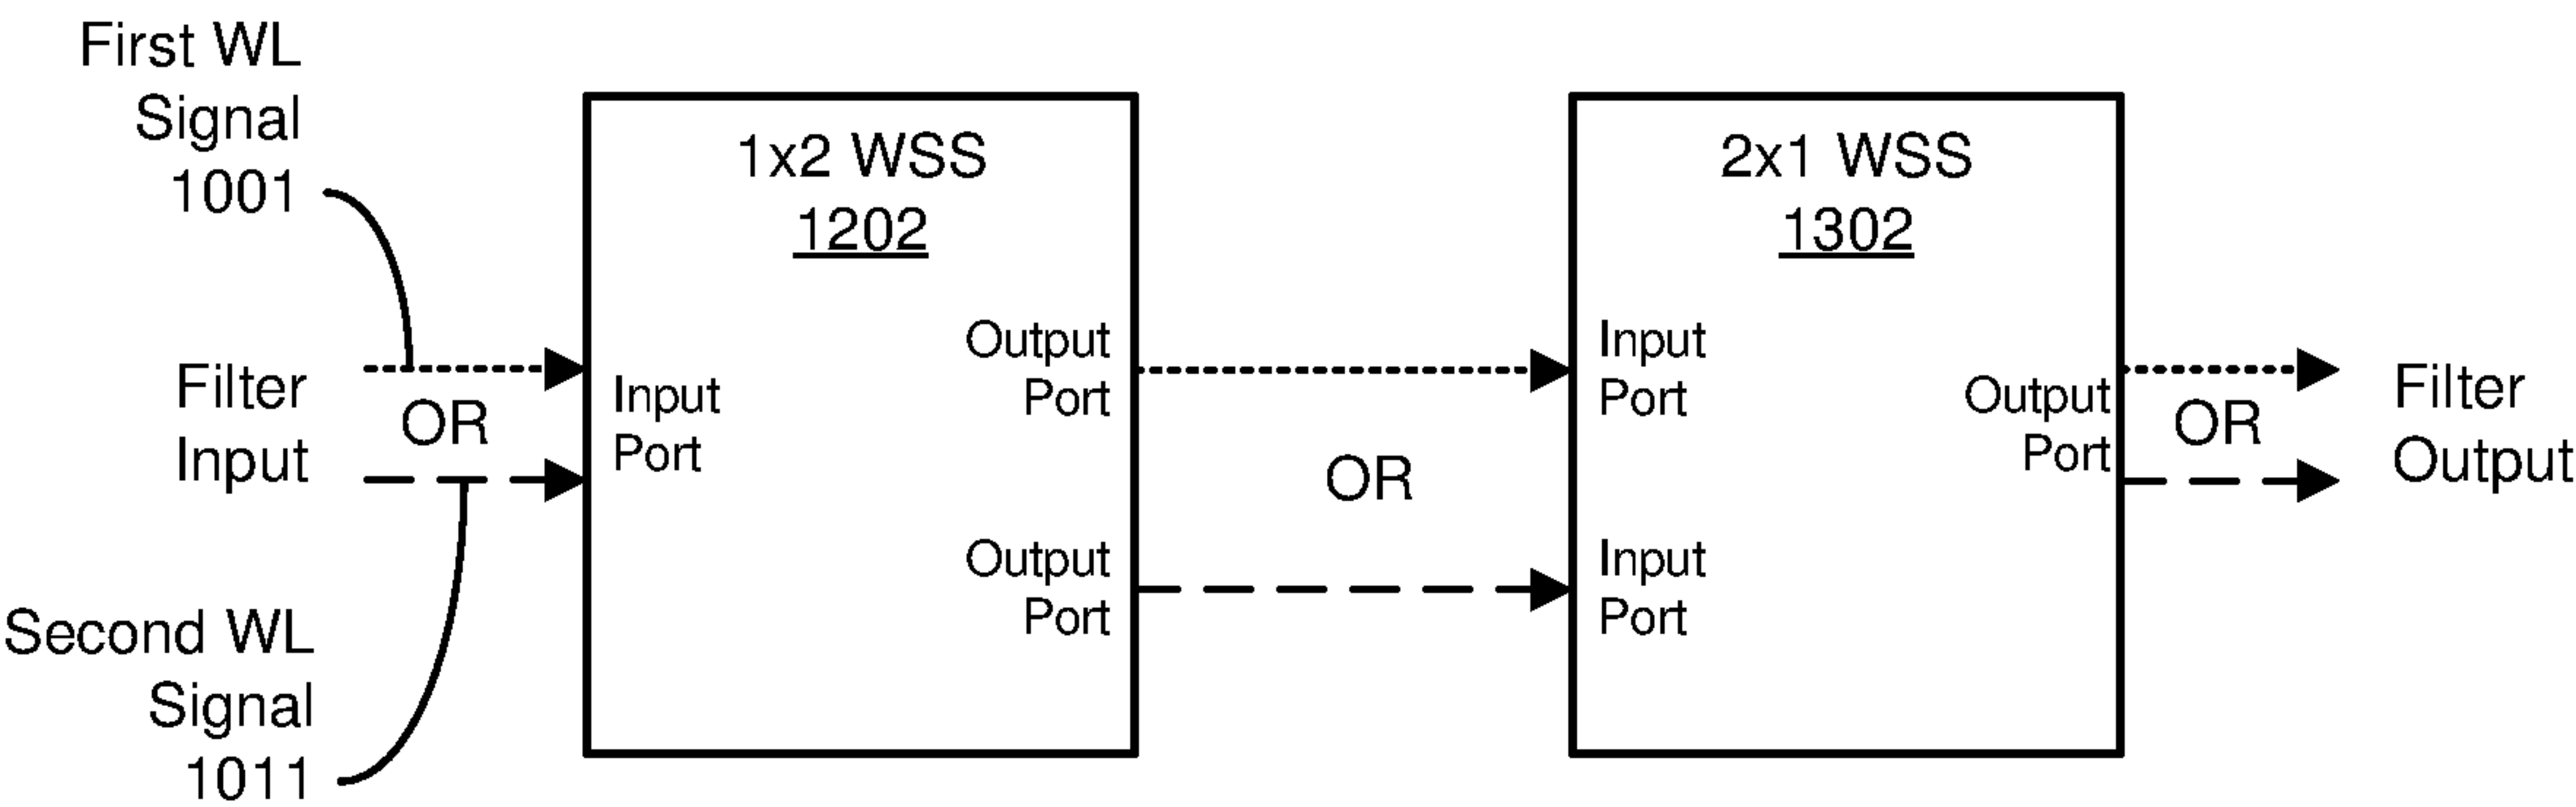 First WL
Signal
1001
Filter
Input
OR
Second WL
Signal
1011
1x2 WSS
1202
Input
Port
Output
Port
Output
Port
OR
2x1 WSS
1302
Input
Port
Input
Port
Output
Port
OR
Filter
Output